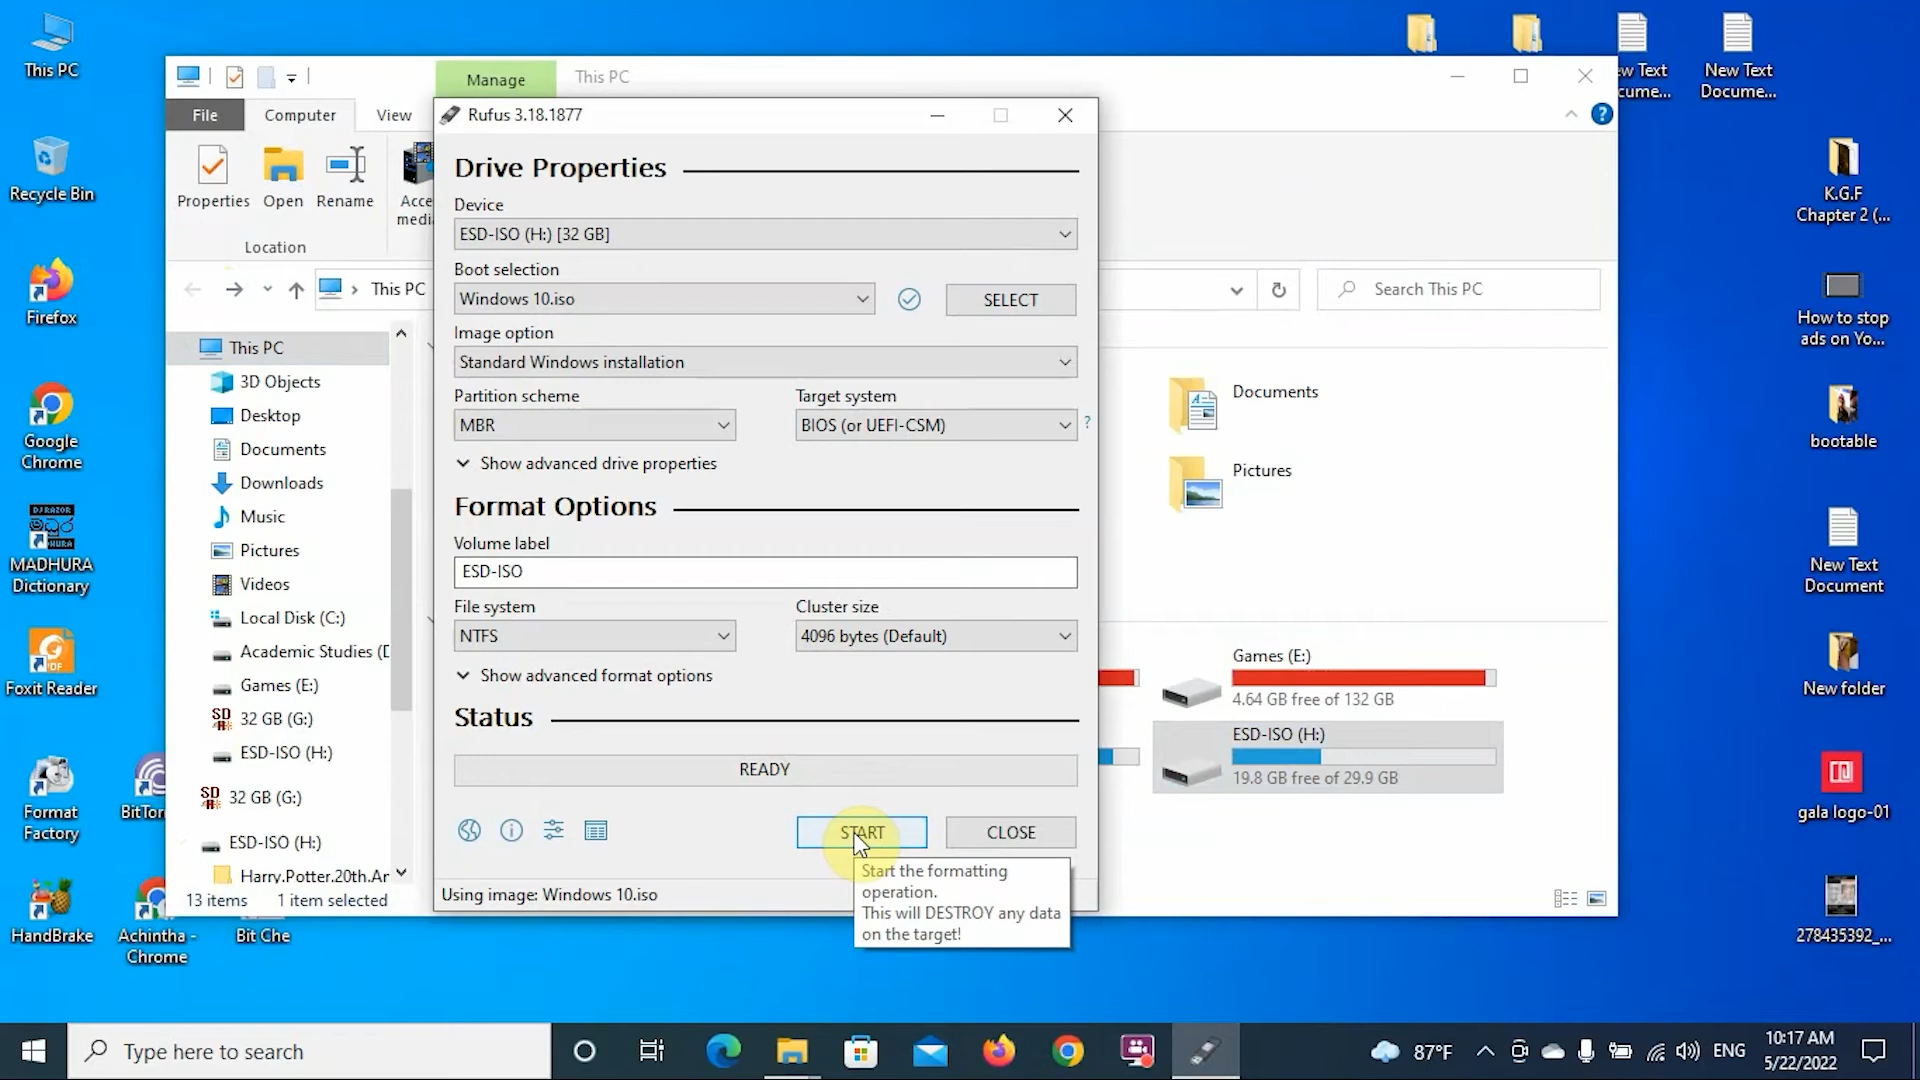 This PC
Recycle Bin
Firefox
Google
Chrome
DJ RAZOR
මධුර
MADHURA
Dictionary
PDF
Foxit Reader
Format
Factory
HandBrake
Achintha -
Chrome
Bit Che
Manage
This PC
File
Computer
View
Properties
Open
Rename
Location
This PC
Search This PC
This PC
3D Objects
Desktop
Documents
Downloads
Music
Pictures
Videos
Local Disk (C:)
Academic Studies (D
Games (E:)
32 GB (G:)
ESD-ISO (H:)
32 GB (G:)
ESD-ISO (H:)
Harry.Potter.20th.Ar
13 items
1 item selected
Documents
Pictures
Games (E:)
4.64 GB free of 132 GB
ESD-ISO (H:)
19.8 GB free of 29.9 GB
Rufus 3.18.1877
Drive Properties
Device
ESD-ISO (H:) [32 GB]
Boot selection
Windows 10.iso
SELECT
Image option
Standard Windows installation
Partition scheme
Target system
MBR
BIOS (or UEFI-CSM)
?
Show advanced drive properties
Format Options
Volume label
ESD-ISO
File system
Cluster size
NTFS
4096 bytes (Default)
Show advanced format options
Status
READY
START
CLOSE
Using image: Windows 10.iso
Start the formatting
operation.
This will DESTROY any data
on the target!
New Text
Docume...
K.G.F
Chapter 2 (...
How to stop
ads on Yo...
bootable
New Text
Document
New folder
gala logo-01
278435392_...
Type here to search
87°F
ENG
10:17 AM
5/22/2022